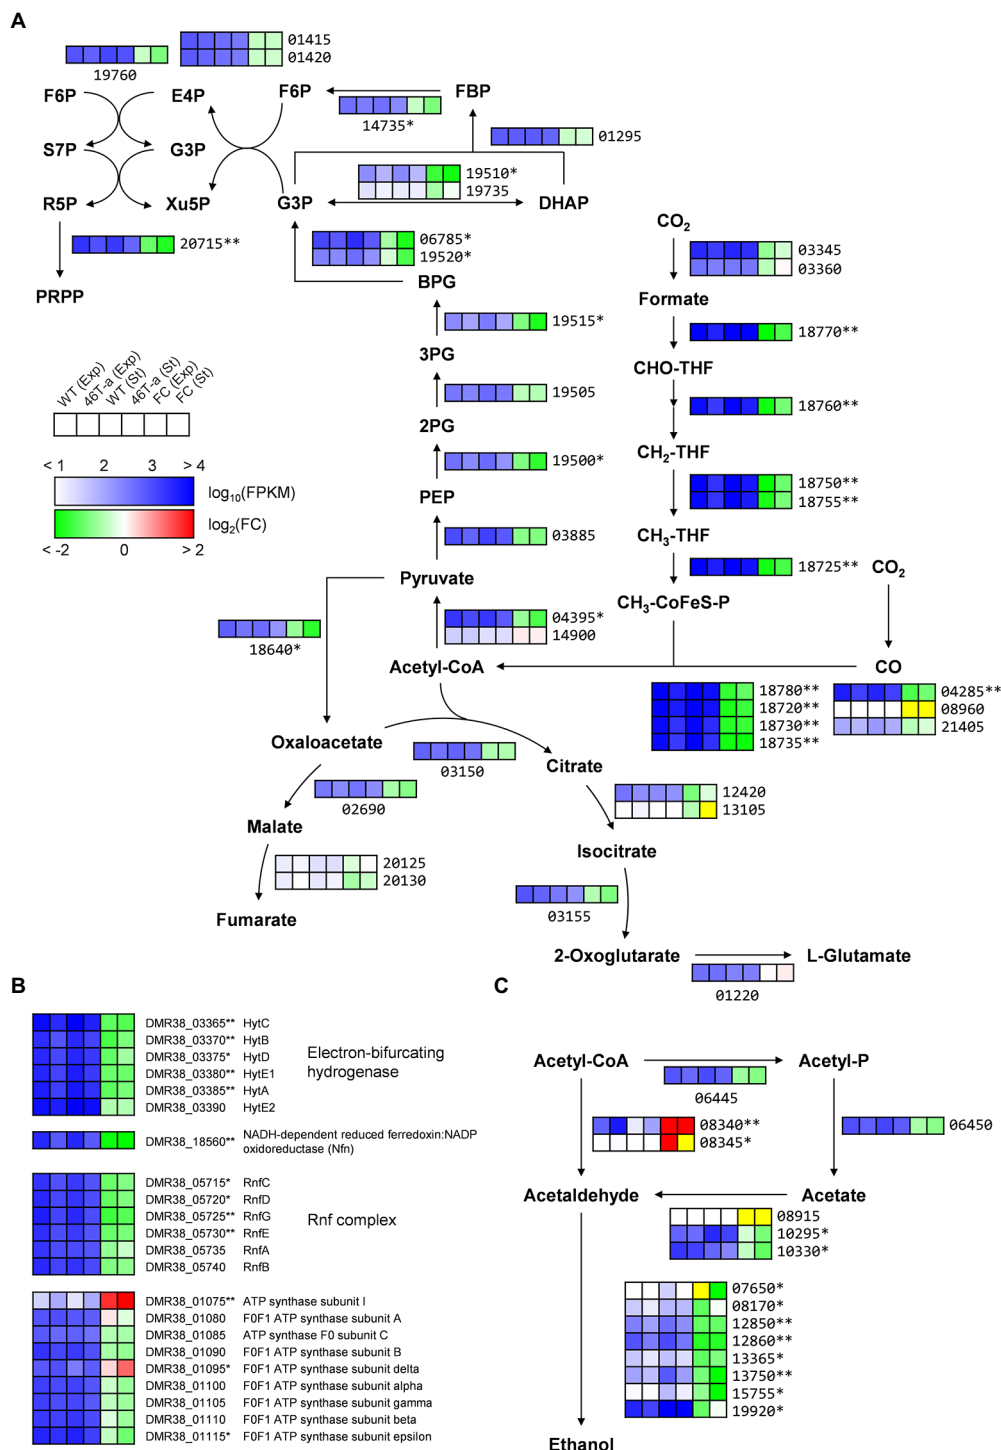 A
01415
01420
19760
F6P
E4P
F6P
FBP
14735*
01295
S7P
G3P
19510*
19735
R5P
Xu5P
G3P
DHAP
CO2
20715**
06785*
19520*
03345
03360
BPG
PRPP
Formate
19515*
18770**
3PG
CHO-THF
WT (Exp)
46T-a (Exp)
WT (St)
46T-a (St)
FC (Exp)
FC (St)
19505
18760**
2PG
CH2-THF
< 1 2 3 > 4
19500*
18750**
18755**
log10(FPKM)
PEP
log2(FC)
03885
CH3-THF
< -2 0 > 2
18725**
CO2
Pyruvate
CH3-CoFeS-P
04395*
14900
18640*
Acetyl-CoA
CO
18780**
18720**
18730**
18735**
04285**
08960
21405
Oxaloacetate
03150
Citrate
02690
12420
13105
Malate
Isocitrate
20125
20130
03155
Fumarate
2-Oxoglutarate
L-Glutamate
01220
B
DMR38_03365** HytC
DMR38_03370** HytB
DMR38_03375* HytD
DMR38_03380** HytE1
DMR38_03385** HytA
DMR38_03390 HytE2
Electron-bifurcating
hydrogenase
DMR38_18560** NADH-dependent reduced ferredoxin:NADP
oxidoreductase (Nfn)
DMR38_05715* RnfC
DMR38_05720* RnfD
DMR38_05725** RnfG
DMR38_05730** RnfE
DMR38_05735 RnfA
DMR38_05740 RnfB
Rnf complex
DMR38_01075** ATP synthase subunit I
DMR38_01080 F0F1 ATP synthase subunit A
DMR38_01085 ATP synthase F0 subunit C
DMR38_01090 F0F1 ATP synthase subunit B
DMR38_01095* F0F1 ATP synthase subunit delta
DMR38_01100 F0F1 ATP synthase subunit alpha
DMR38_01105 F0F1 ATP synthase subunit gamma
DMR38_01110 F0F1 ATP synthase subunit beta
DMR38_01115* F0F1 ATP synthase subunit epsilon
C
Acetyl-CoA
Acetyl-P
06445
08340**
08345*
06450
Acetaldehyde
Acetate
08915
10295*
10330*
07650*
08170*
12850**
12860**
13365*
13750**
15755*
19920*
Ethanol